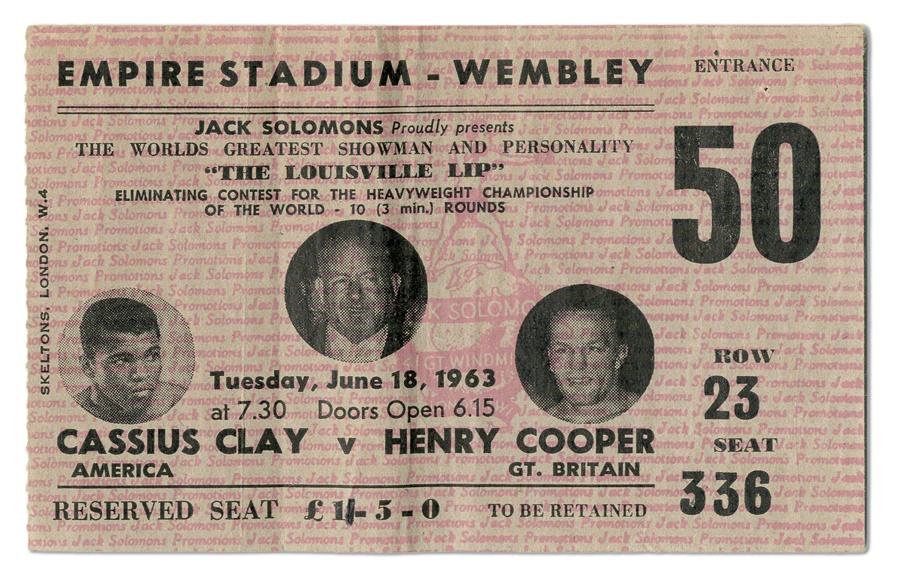 EMPIRE STADIUM - WEMBLEY
JACK SOLOMONS Proudly presents
THE WORLDS GREATEST SHOWMAN AND PERSONALITY
"THE LOUISVILLE LIP"
ELIMINATING CONTEST FOR THE HEAVYWEIGHT CHAMPIONSHIP
OF THE WORLD - 10 (3 min.) ROUNDS
Tuesday, June 18, 1963
at 7.30 Doors Open 6.15
CASSIUS CLAY v HENRY COOPER
AMERICA GT. BRITAIN
RESERVED SEAT £ 1 - 5 - 0 TO BE RETAINED
SKELTONS, LONDON, W.4
ENTRANCE
50
ROW
23
SEAT
336
Jack Solomons Promotions